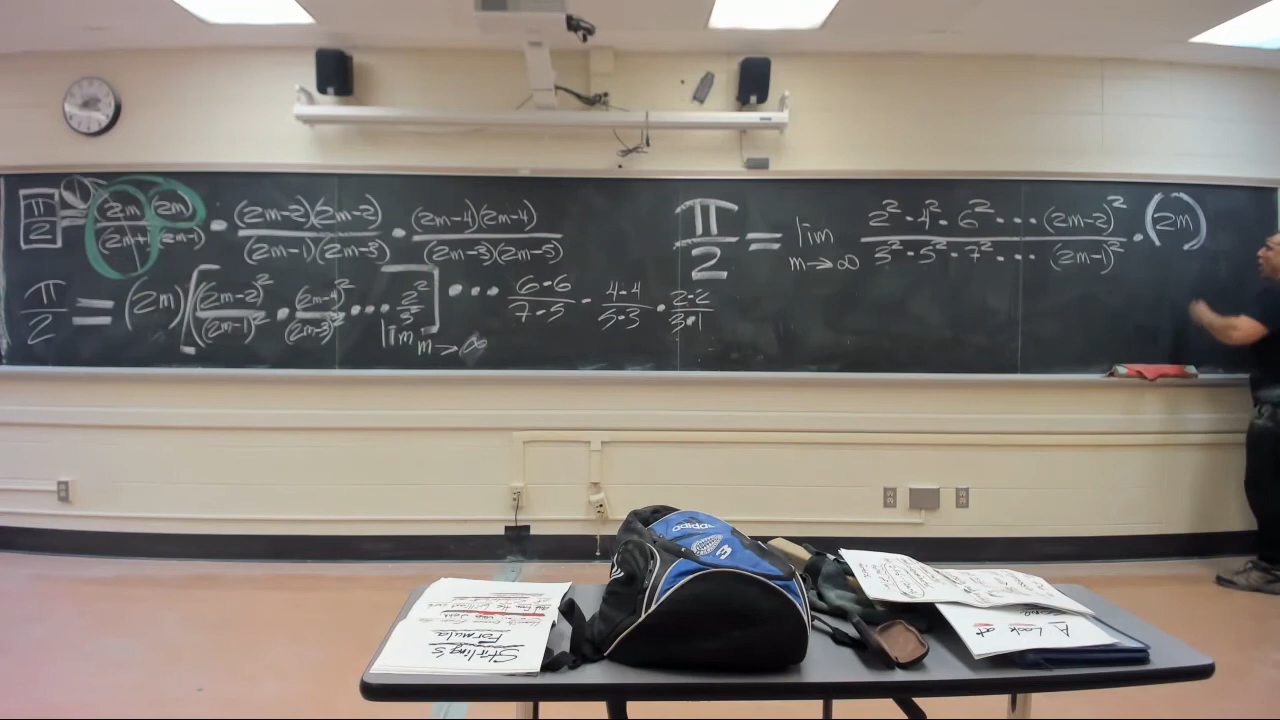 π/2 = (2m)(2m)/(2m+1)(2m-1) · (2m-2)(2m-2)/(2m-1)(2m-3) · (2m-4)(2m-4)/(2m-3)(2m-5)
··· 6·6/7·5 · 4·4/5·3 · 2·2/3·1
π/2 = (2m)[(2m-2)²/(2m-1)² · (2m-4)²/(2m-3)² ··· 2²/3²]
lim m→∞
π/2 = lim m→∞ 2²·4²·6²···(2m-2)²/3²·5²·7²···(2m-1)² · (2m)
adidas
3
Stirling's
Formula
A Look at